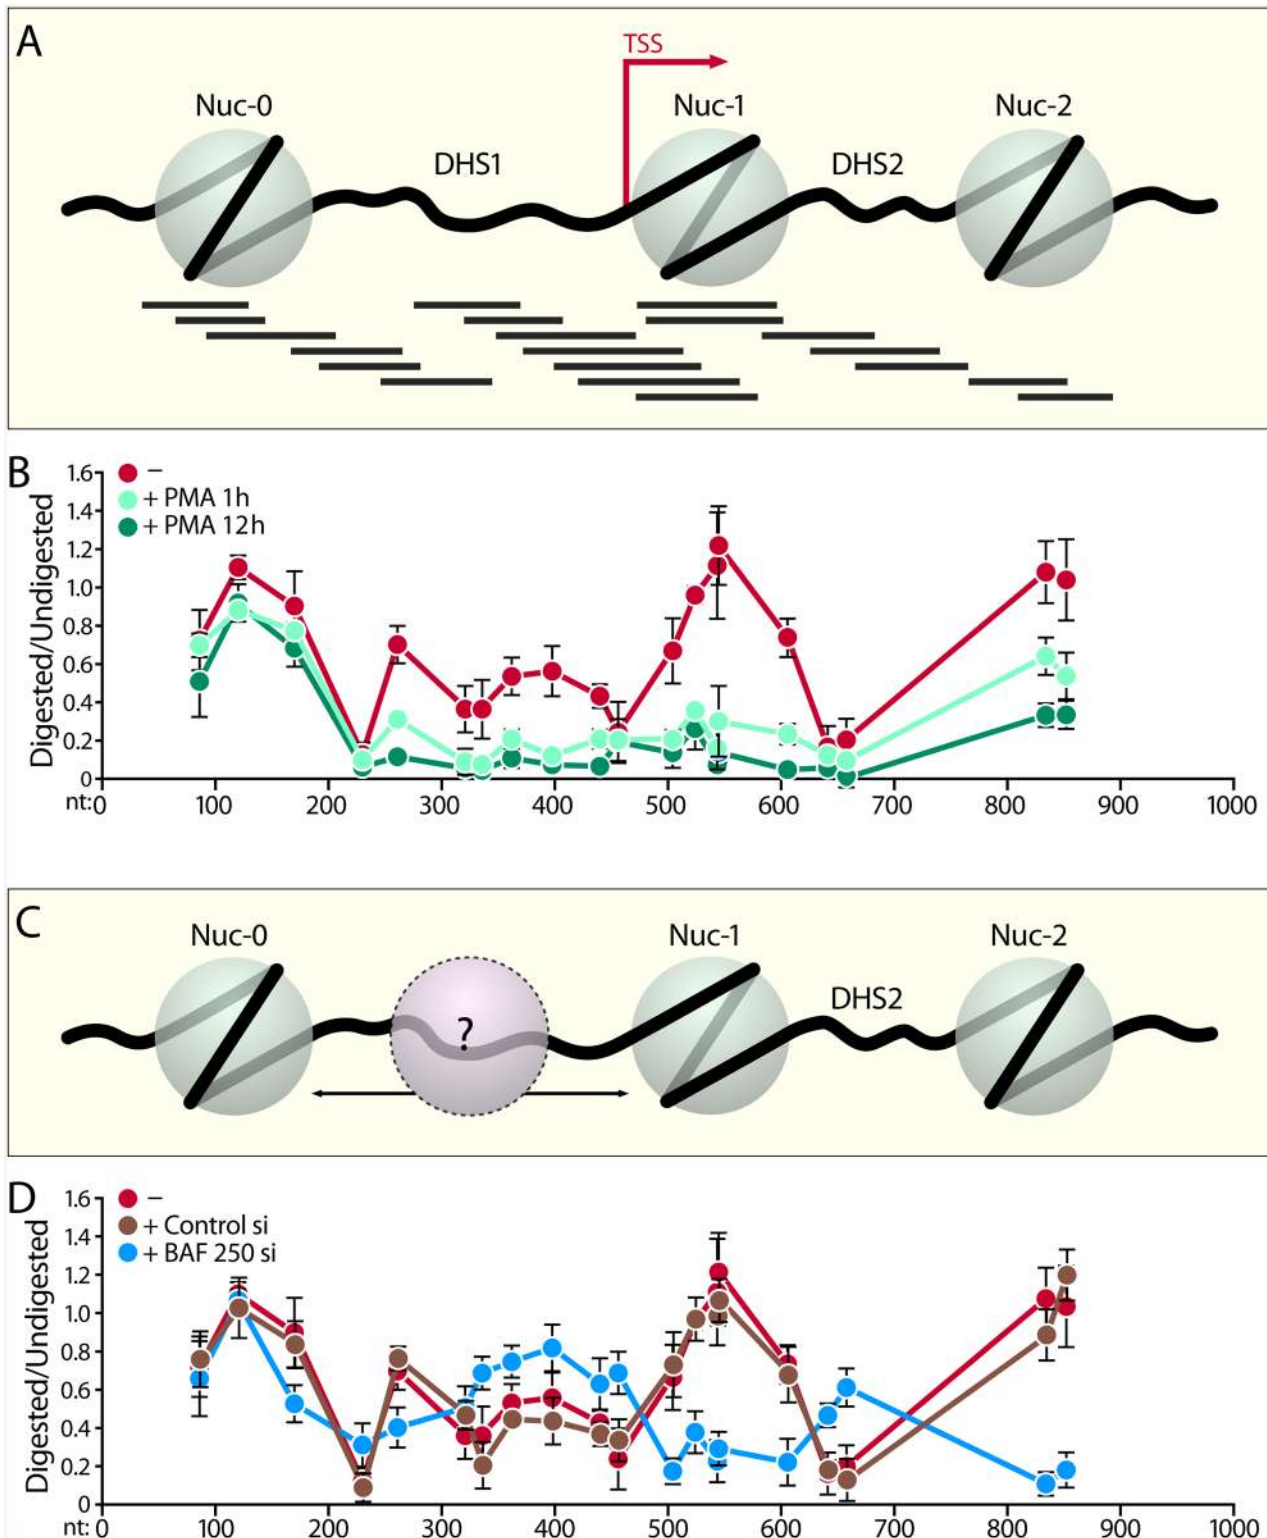 A
TSS
Nuc-0
Nuc-1
Nuc-2
DHS1
DHS2
B
Digested/Undigested
1.6
1.4
1.2
1.0
0.8
0.6
0.4
0.2
0
–
+ PMA 1h
+ PMA 12h
nt: 0 100 200 300 400 500 600 700 800 900 1000
C
Nuc-0
Nuc-1
Nuc-2
DHS2
?
D
Digested/Undigested
1.6
1.4
1.2
1.0
0.8
0.6
0.4
0.2
0
–
+ Control si
+ BAF 250 si
nt: 0 100 200 300 400 500 600 700 800 900 1000